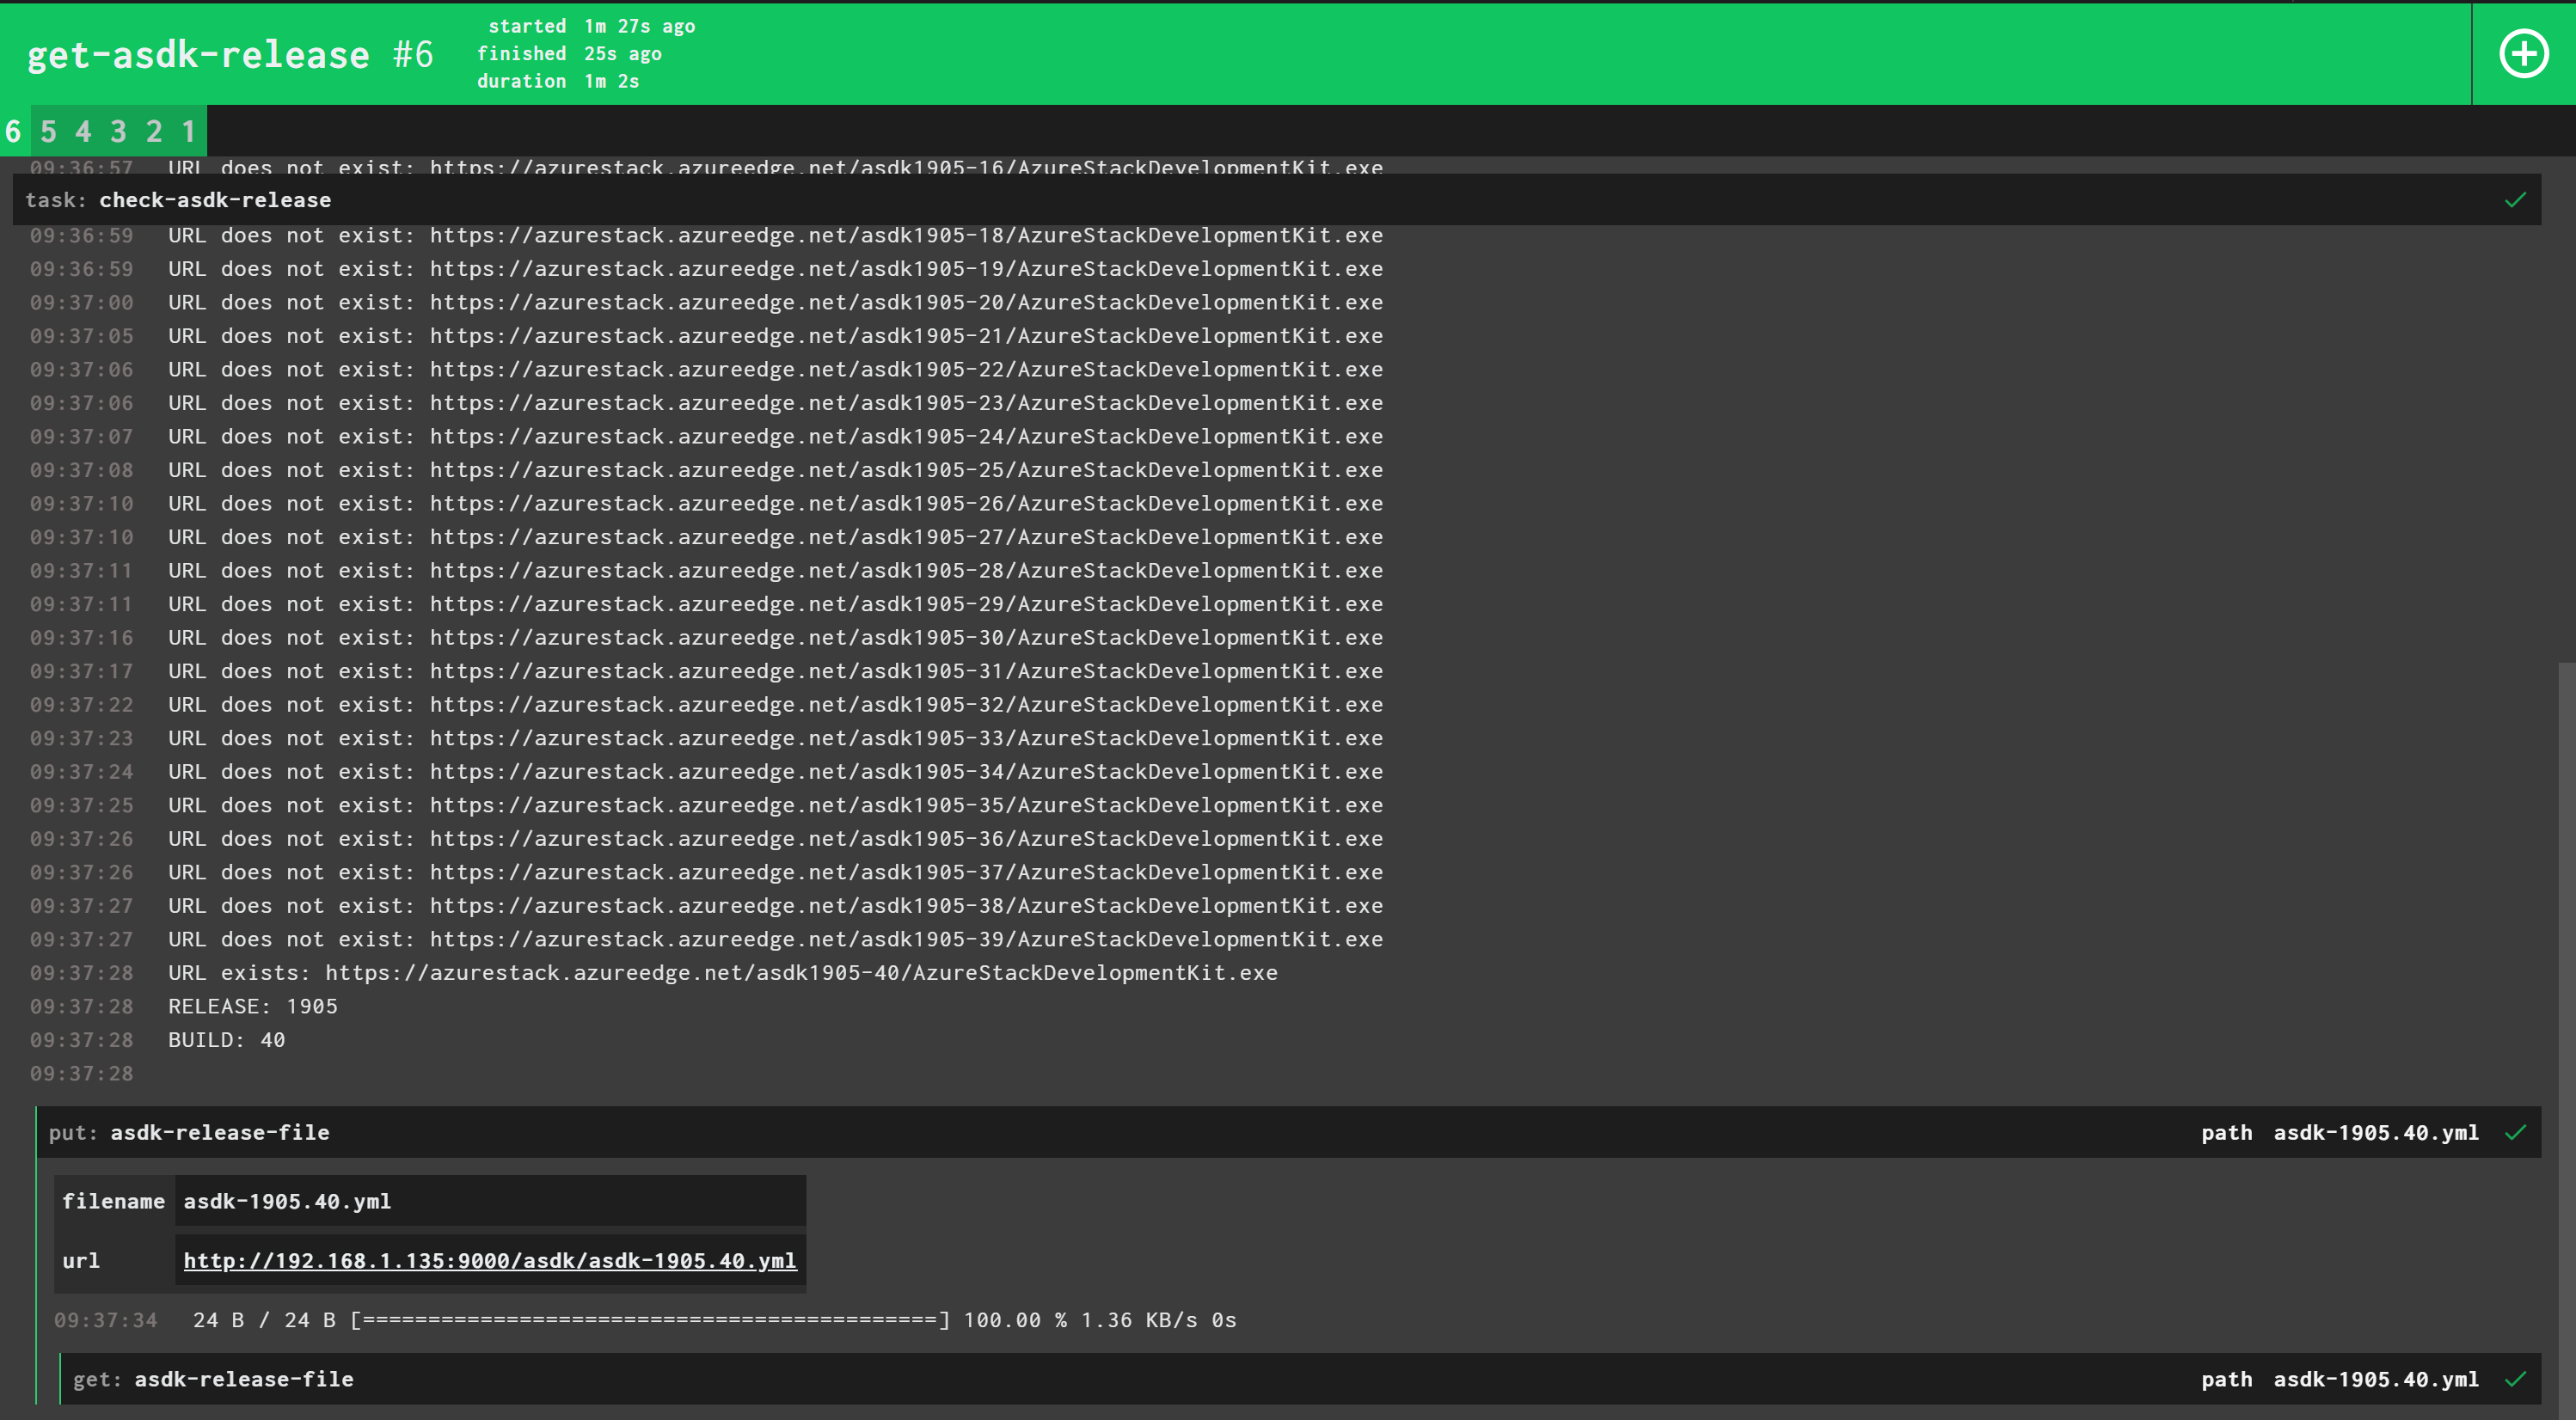 get-asdk-release #6
started 1m 27s ago
finished 25s ago
duration 1m 2s
6 5 4 3 2 1
09:36:57 URL does not exist: https://azurestack.azureedge.net/asdk1905-16/AzureStackDevelopmentKit.exe
task: check-asdk-release
09:36:59 URL does not exist: https://azurestack.azureedge.net/asdk1905-18/AzureStackDevelopmentKit.exe
09:36:59 URL does not exist: https://azurestack.azureedge.net/asdk1905-19/AzureStackDevelopmentKit.exe
09:37:00 URL does not exist: https://azurestack.azureedge.net/asdk1905-20/AzureStackDevelopmentKit.exe
09:37:05 URL does not exist: https://azurestack.azureedge.net/asdk1905-21/AzureStackDevelopmentKit.exe
09:37:06 URL does not exist: https://azurestack.azureedge.net/asdk1905-22/AzureStackDevelopmentKit.exe
09:37:06 URL does not exist: https://azurestack.azureedge.net/asdk1905-23/AzureStackDevelopmentKit.exe
09:37:07 URL does not exist: https://azurestack.azureedge.net/asdk1905-24/AzureStackDevelopmentKit.exe
09:37:08 URL does not exist: https://azurestack.azureedge.net/asdk1905-25/AzureStackDevelopmentKit.exe
09:37:10 URL does not exist: https://azurestack.azureedge.net/asdk1905-26/AzureStackDevelopmentKit.exe
09:37:10 URL does not exist: https://azurestack.azureedge.net/asdk1905-27/AzureStackDevelopmentKit.exe
09:37:11 URL does not exist: https://azurestack.azureedge.net/asdk1905-28/AzureStackDevelopmentKit.exe
09:37:11 URL does not exist: https://azurestack.azureedge.net/asdk1905-29/AzureStackDevelopmentKit.exe
09:37:16 URL does not exist: https://azurestack.azureedge.net/asdk1905-30/AzureStackDevelopmentKit.exe
09:37:17 URL does not exist: https://azurestack.azureedge.net/asdk1905-31/AzureStackDevelopmentKit.exe
09:37:22 URL does not exist: https://azurestack.azureedge.net/asdk1905-32/AzureStackDevelopmentKit.exe
09:37:23 URL does not exist: https://azurestack.azureedge.net/asdk1905-33/AzureStackDevelopmentKit.exe
09:37:24 URL does not exist: https://azurestack.azureedge.net/asdk1905-34/AzureStackDevelopmentKit.exe
09:37:25 URL does not exist: https://azurestack.azureedge.net/asdk1905-35/AzureStackDevelopmentKit.exe
09:37:26 URL does not exist: https://azurestack.azureedge.net/asdk1905-36/AzureStackDevelopmentKit.exe
09:37:26 URL does not exist: https://azurestack.azureedge.net/asdk1905-37/AzureStackDevelopmentKit.exe
09:37:27 URL does not exist: https://azurestack.azureedge.net/asdk1905-38/AzureStackDevelopmentKit.exe
09:37:27 URL does not exist: https://azurestack.azureedge.net/asdk1905-39/AzureStackDevelopmentKit.exe
09:37:28 URL exists: https://azurestack.azureedge.net/asdk1905-40/AzureStackDevelopmentKit.exe
09:37:28 RELEASE: 1905
09:37:28 BUILD: 40
09:37:28
put: asdk-release-file path asdk-1905.40.yml
filename asdk-1905.40.yml
url http://192.168.1.135:9000/asdk/asdk-1905.40.yml
09:37:34 24 B / 24 B [============================================] 100.00 % 1.36 KB/s 0s
get: asdk-release-file path asdk-1905.40.yml